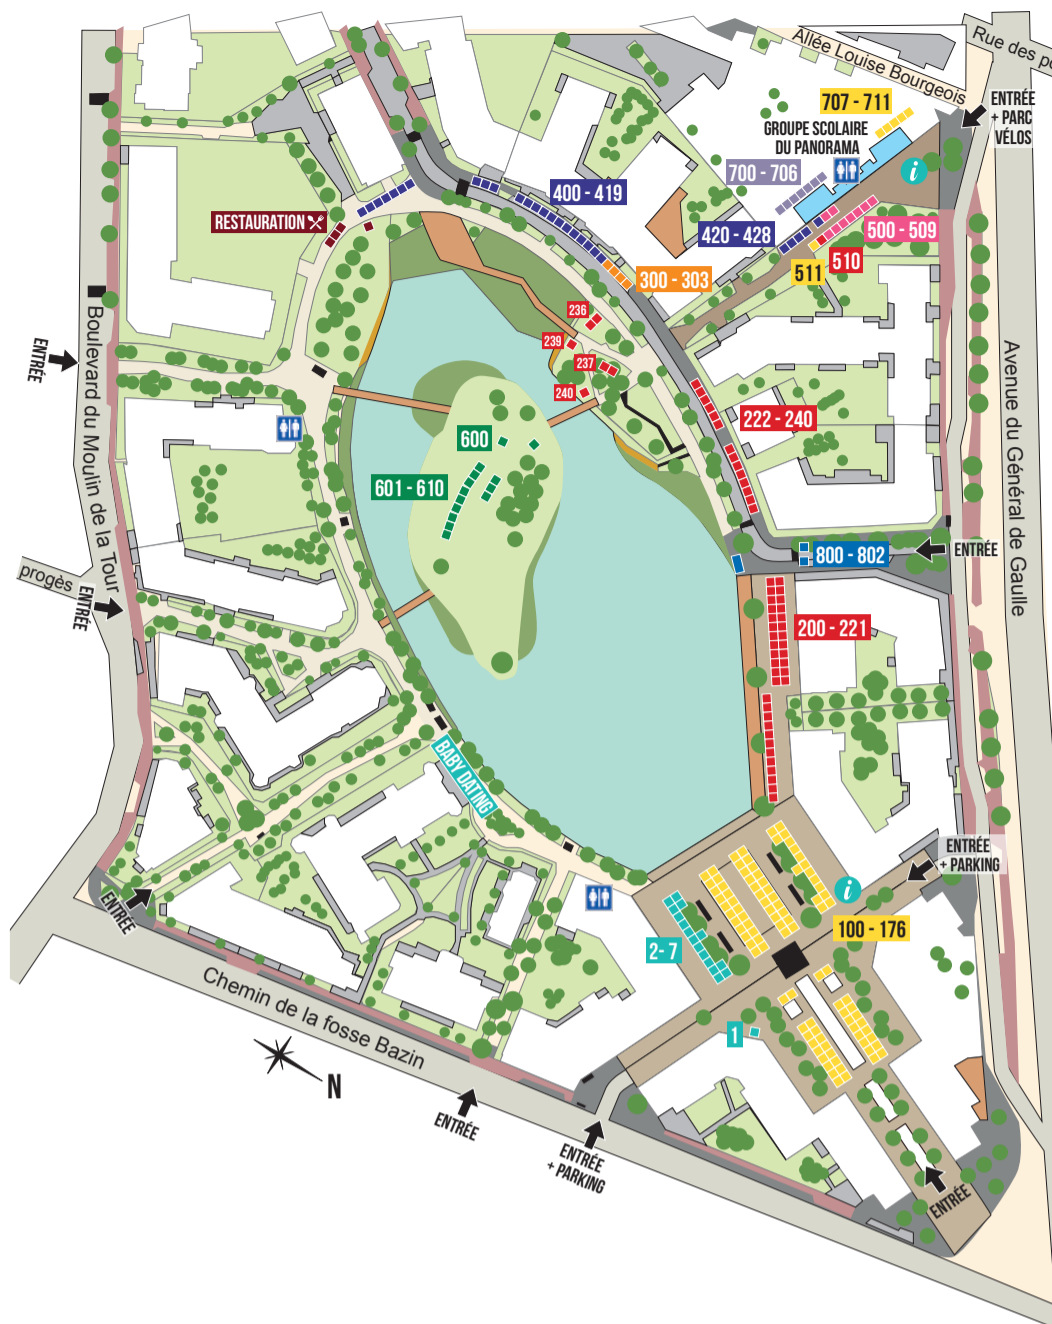 Allée Louise Bourgeois
Rue des po
ENTRÉE
+ PARC
VÉLOS
707 - 711
GROUPE SCOLAIRE
DU PANORAMA
700 - 706
i
400 - 419
RESTAURATION
420 - 428
500 - 509
510
511
300 - 303
236
239
237
240
ENTRÉE
Boulevard du Moulin de la Tour
Avenue du Général de Gaulle
222 - 240
600
601 - 610
800 - 802
ENTRÉE
progès
ENTRÉE
200 - 221
BABY DATING
ENTRÉE
+ PARKING
i
100 - 176
2- 7
1
ENTRÉE
Chemin de la fosse Bazin
N
ENTRÉE
ENTRÉE
+ PARKING
ENTRÉE